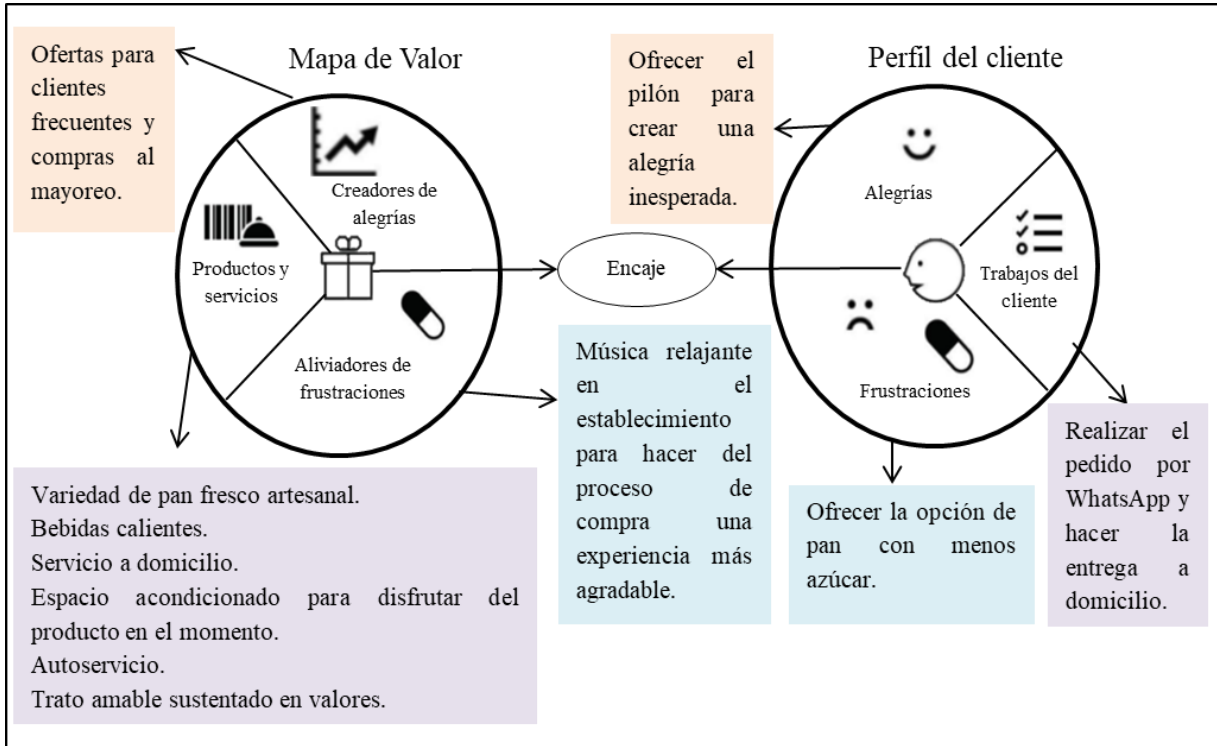 Ofertas para
clientes
frecuentes y
compras al
mayoreo.
Mapa de Valor
Creadores de
alegrías
Productos y
servicios
Aliviadores de
frustraciones
Variedad de pan fresco artesanal.
Bebidas calientes.
Servicio a domicilio.
Espacio acondicionado para disfrutar del
producto en el momento.
Autoservicio.
Trato amable sustentado en valores.
Encaje
Música relajante
en el
establecimiento
para hacer del
proceso de
compra una
experiencia más
agradable.
Ofrecer el
pilón para
crear una
alegría
inesperada.
Perfil del cliente
Alegrías
Trabajos del
cliente
Frustraciones
Ofrecer la opción de
pan con menos
azúcar.
Realizar el
pedido por
WhatsApp y
hacer la
entrega a
domicilio.